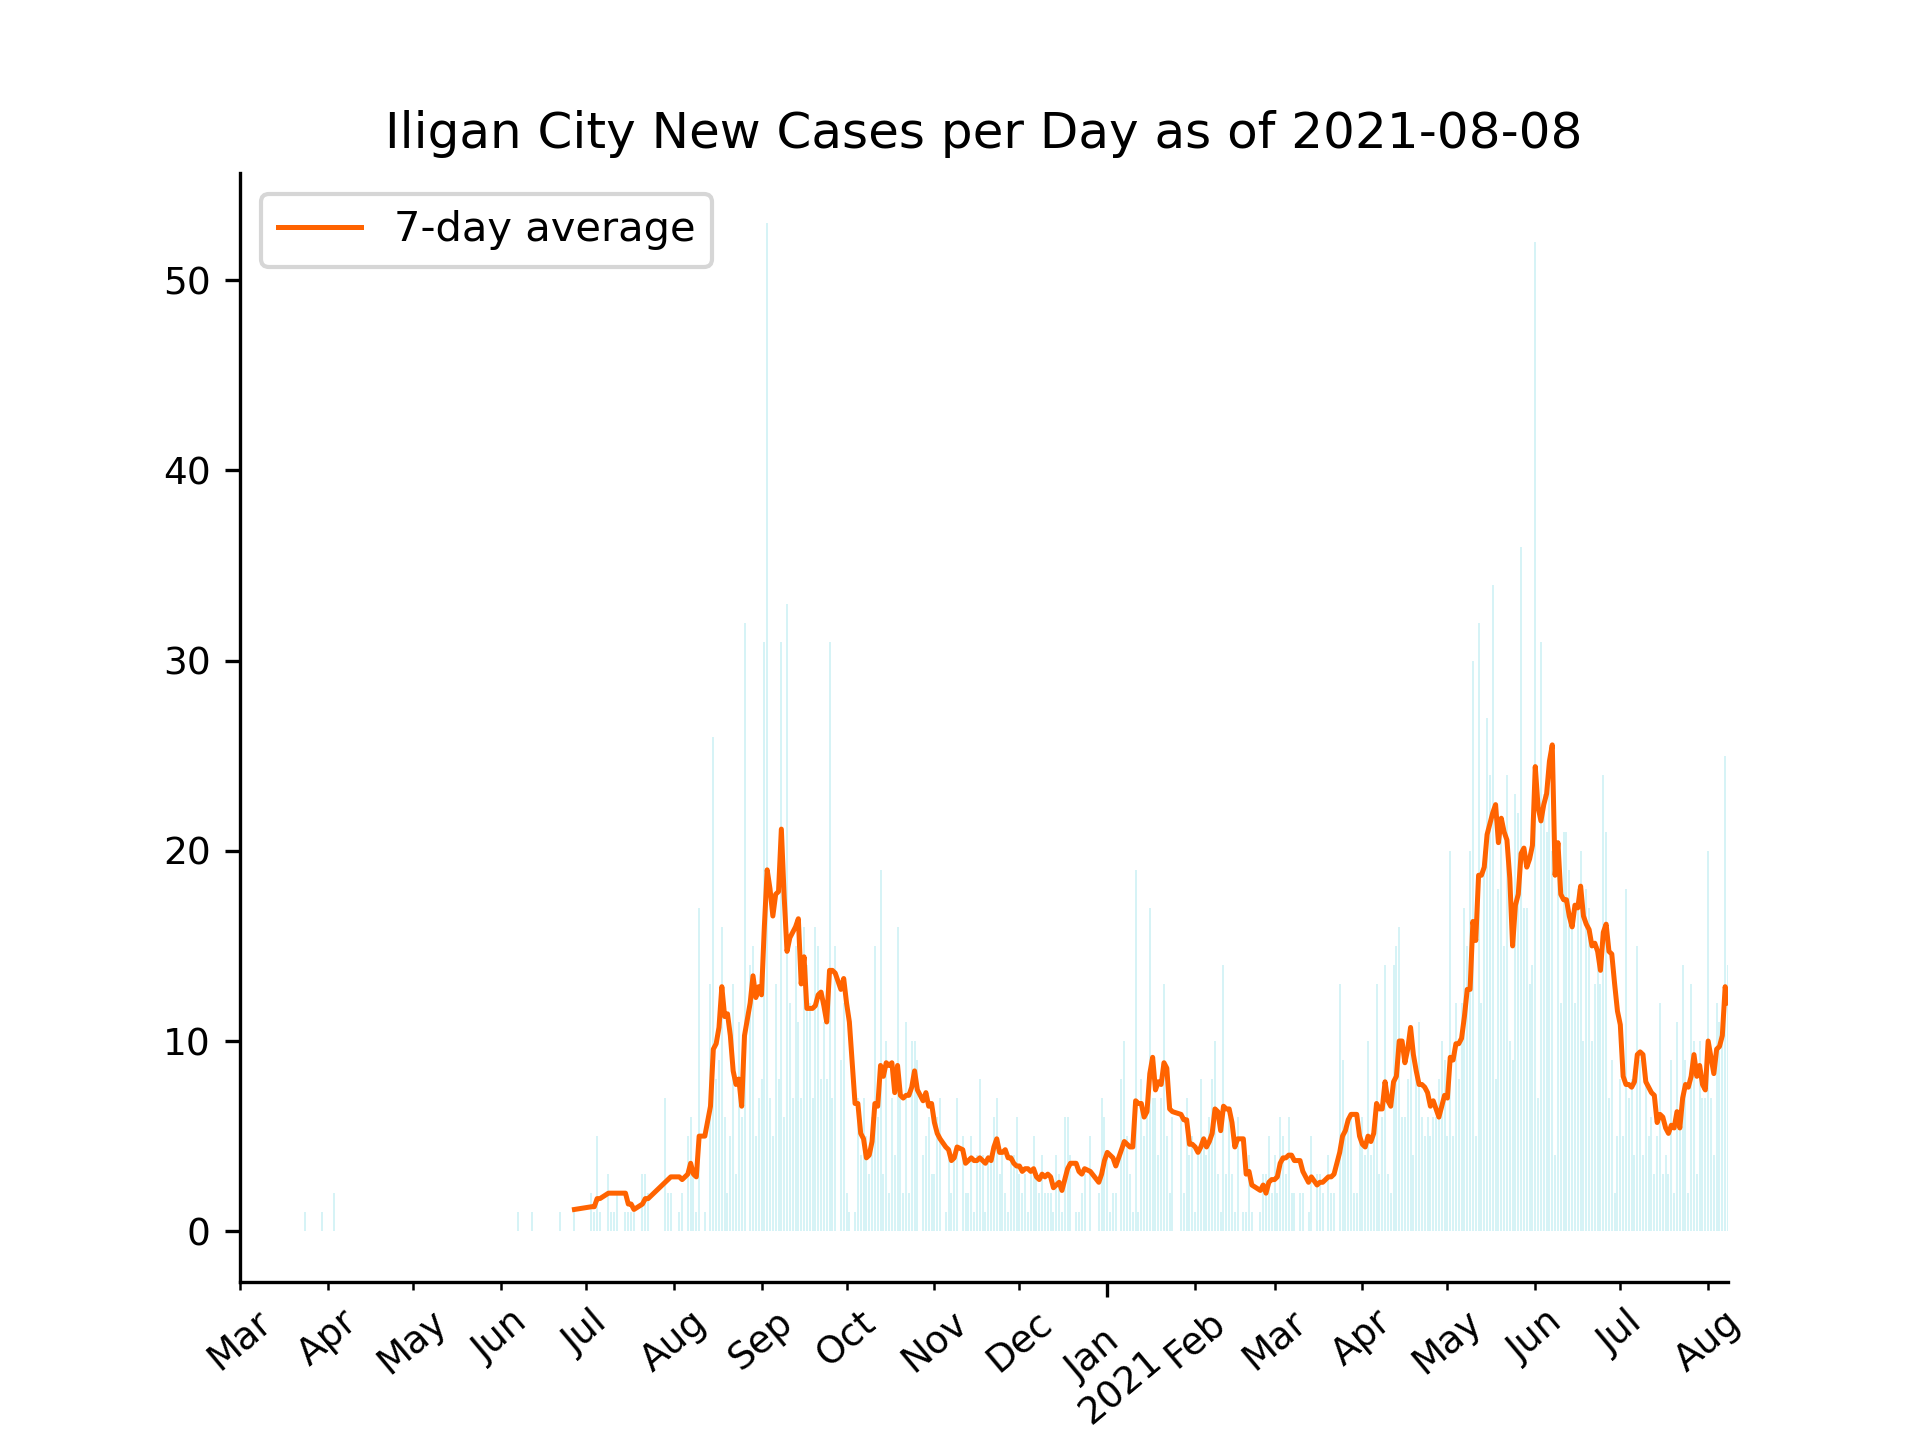 Iligan City New Cases per Day as of 2021-08-08
7-day average
50
40
30
20
10
0
Mar Apr May Jun Jul Aug Sep Oct Nov Dec Jan Feb Mar Apr May Jun Jul Aug
2021